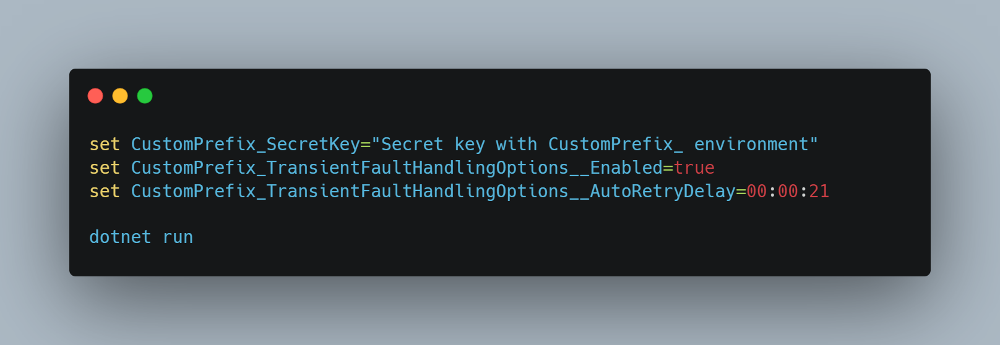 set CustomPrefix_SecretKey="Secret key with CustomPrefix_ environment"
set CustomPrefix_TransientFaultHandlingOptions__Enabled=true
set CustomPrefix_TransientFaultHandlingOptions__AutoRetryDelay=00:00:21
dotnet run